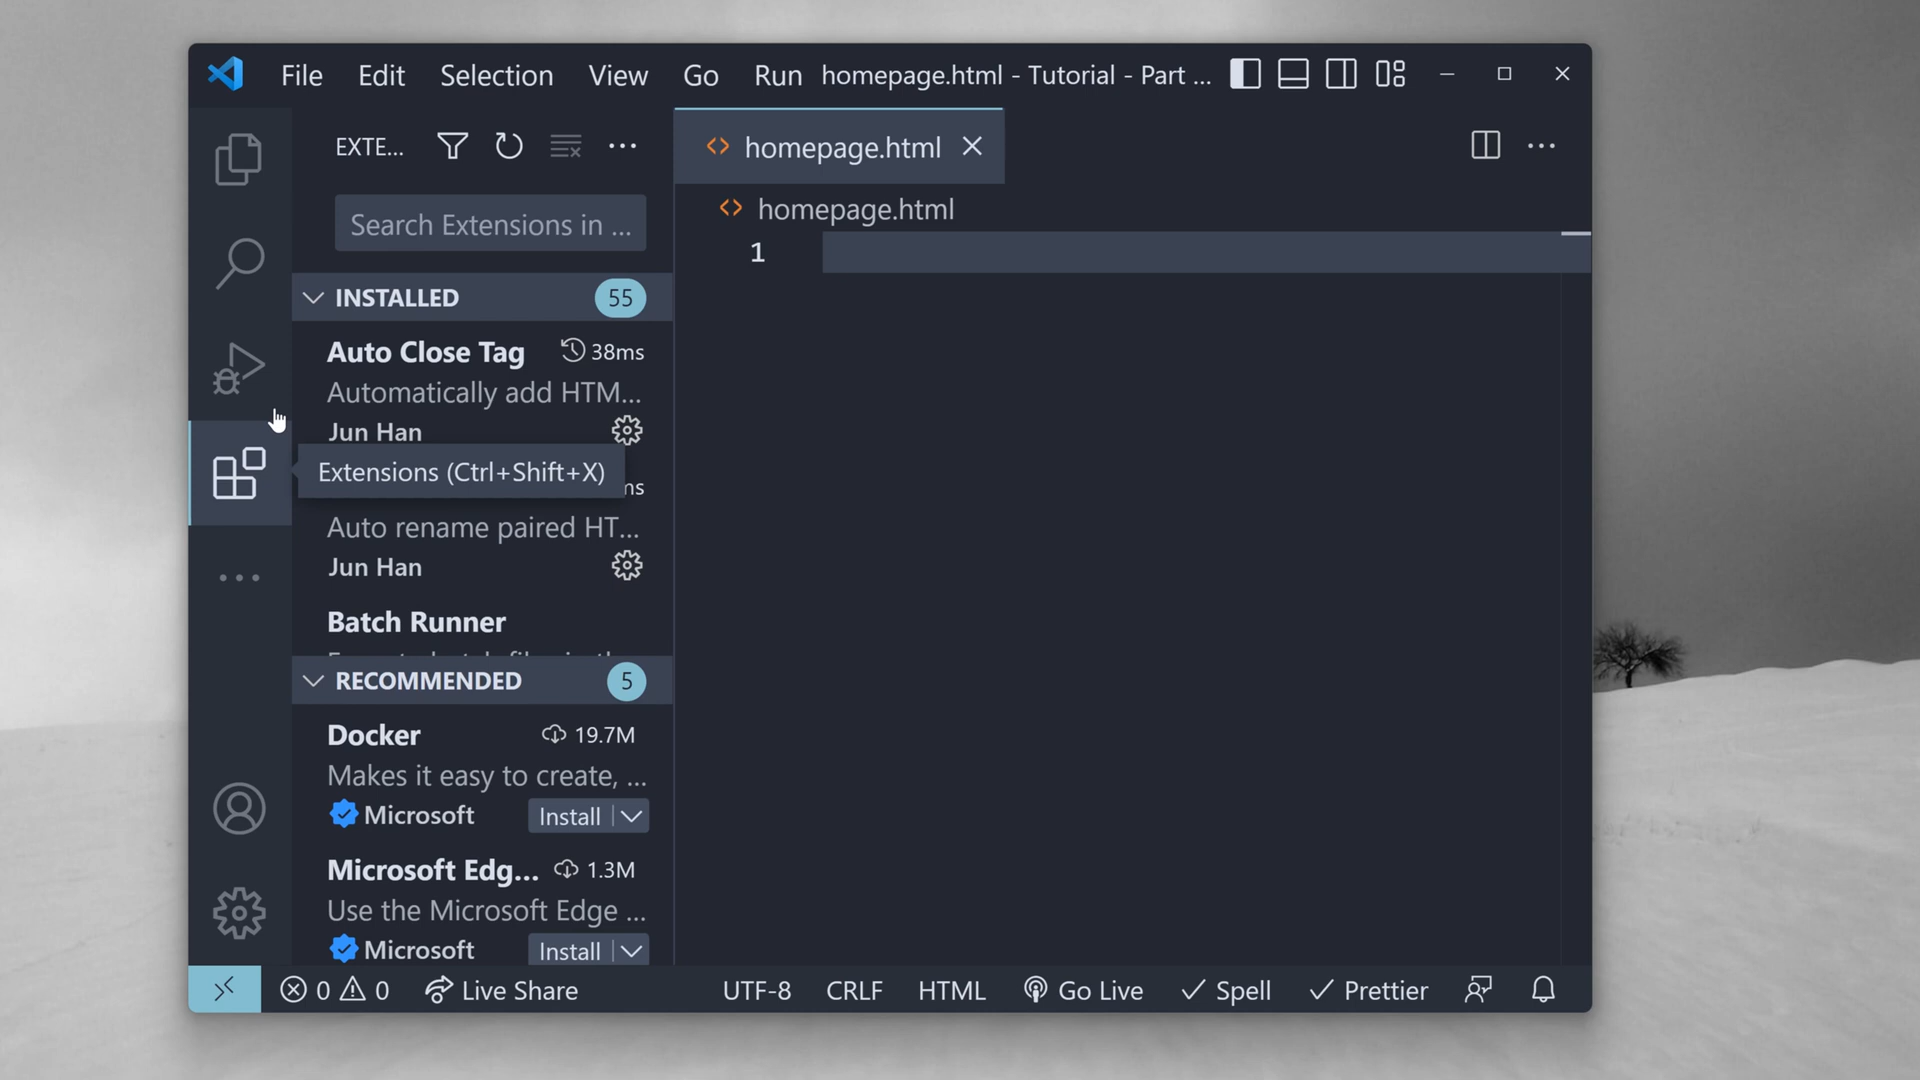 File Edit Selection View Go Run homepage.html - Tutorial - Part ...
EXTE...
homepage.html
Search Extensions in ...
homepage.html
1
INSTALLED 55
Auto Close Tag 38ms
Automatically add HTM...
Jun Han
Extensions (Ctrl+Shift+X)
Auto rename paired HT...
Jun Han
Batch Runner
RECOMMENDED 5
Docker 19.7M
Makes it easy to create, ...
Microsoft Install
Microsoft Edg... 1.3M
Use the Microsoft Edge ...
Microsoft Install
0 0 Live Share UTF-8 CRLF HTML Go Live Spell Prettier